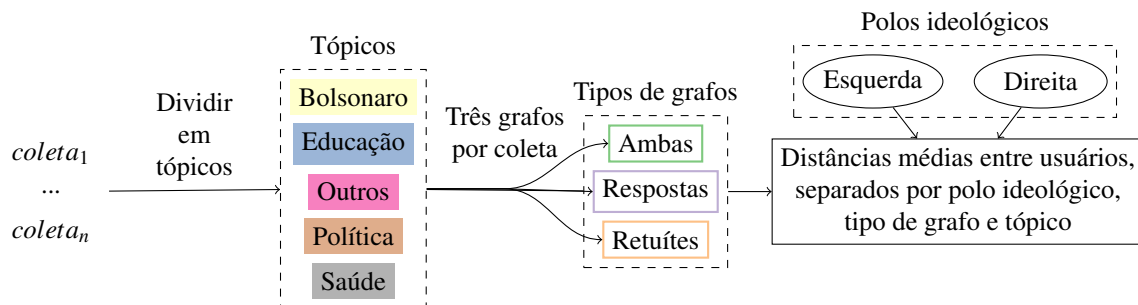 coleta₁
...
coletaₙ
Dividir
em
tópicos
Tópicos
Bolsonaro
Educação
Outros
Política
Saúde
Três grafos
por coleta
Tipos de grafos
Ambas
Respostas
Retuítes
Polos ideológicos
Esquerda
Direita
Distâncias médias entre usuários,
separados por polo ideológico,
tipo de grafo e tópico